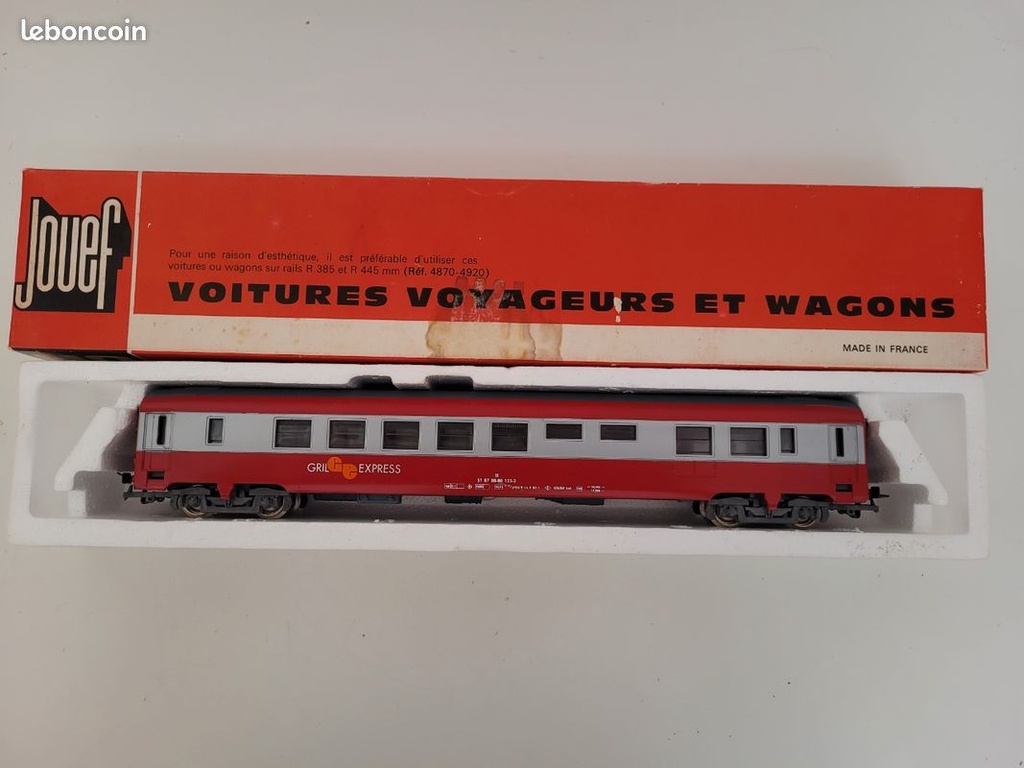 leboncoin
Jouef
Pour une raison d'esthétique, il est préférable d'utiliser ces
voitures ou wagons sur rails R 385 et R 445 mm (Réf. 4870-4920)
VOITURES VOYAGEURS ET WAGONS
MADE IN FRANCE
GRILL EXPRESS